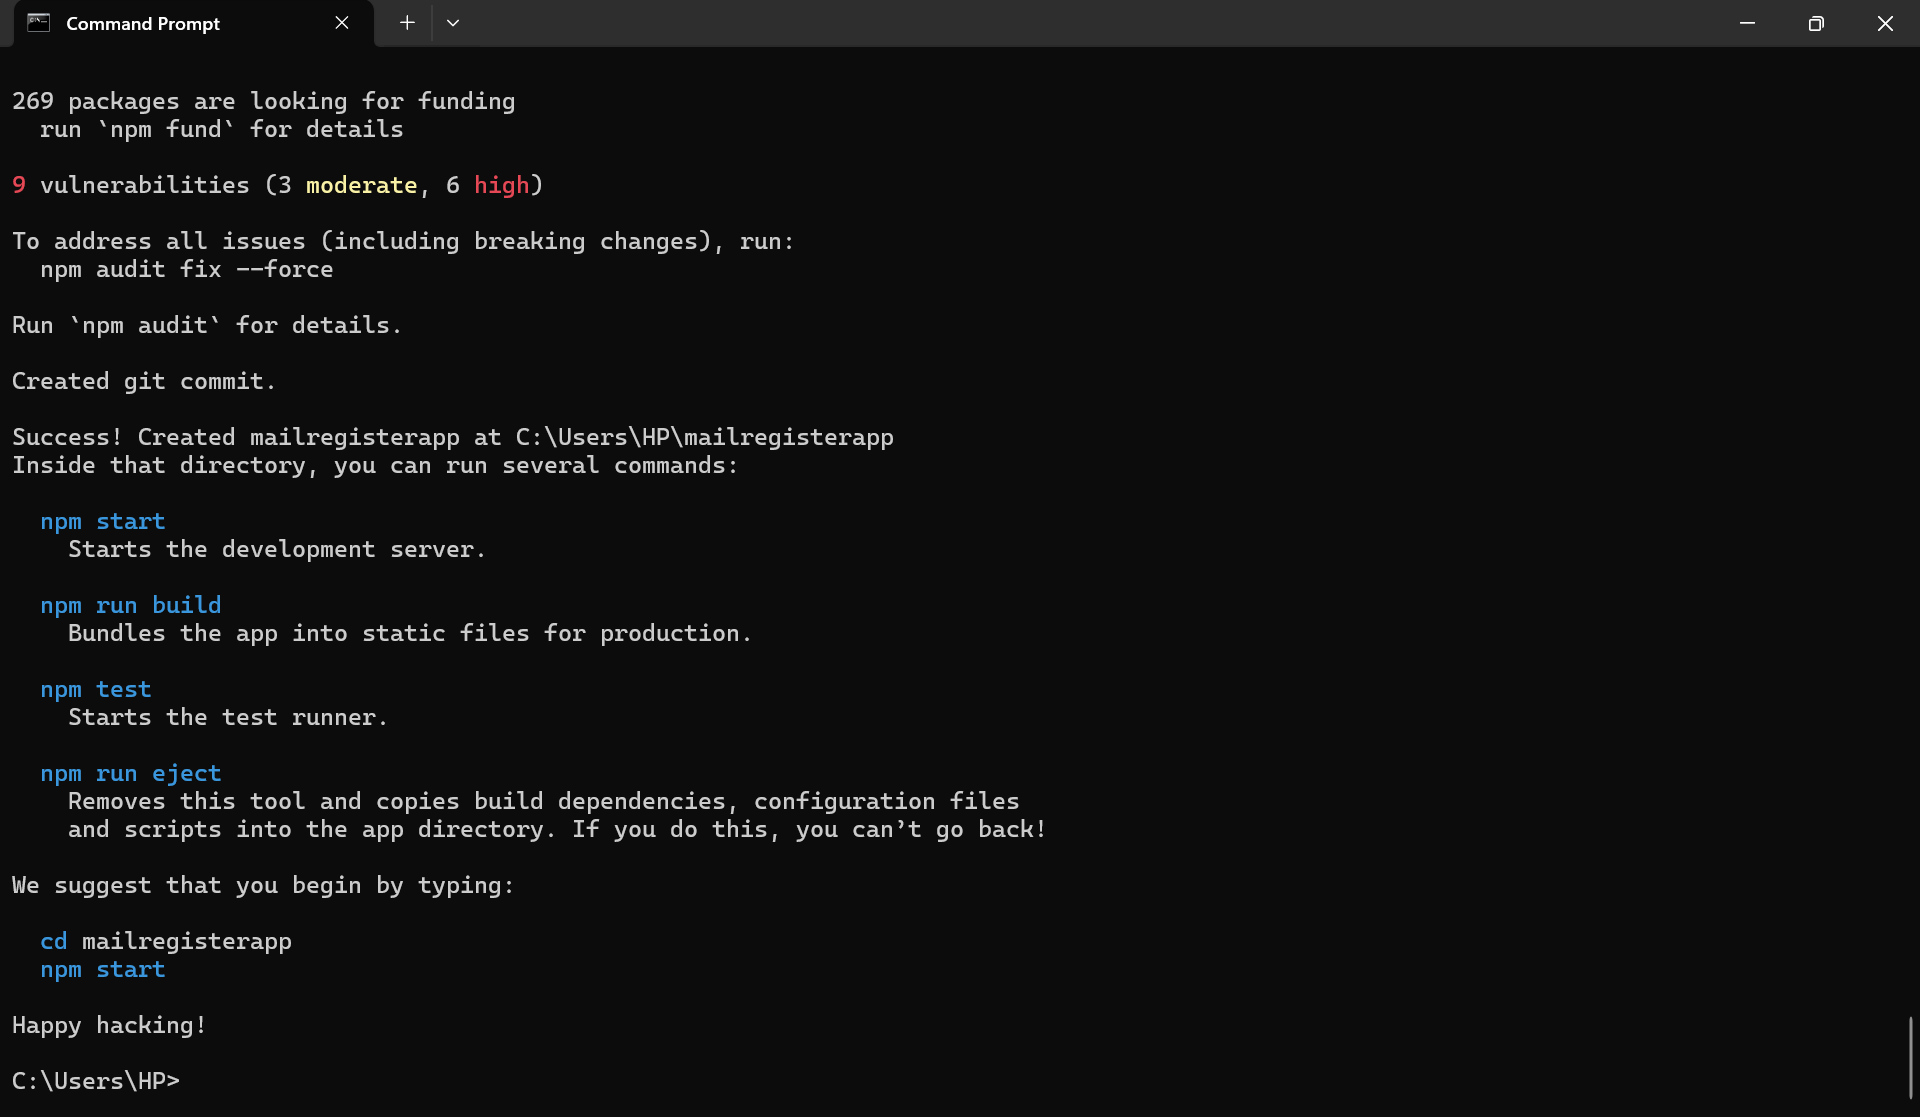 Command Prompt
269 packages are looking for funding
  run `npm fund` for details
9 vulnerabilities (3 moderate, 6 high)
To address all issues (including breaking changes), run:
  npm audit fix --force
Run `npm audit` for details.
Created git commit.
Success! Created mailregisterapp at C:\Users\HP\mailregisterapp
Inside that directory, you can run several commands:
  npm start
    Starts the development server.
  npm run build
    Bundles the app into static files for production.
  npm test
    Starts the test runner.
  npm run eject
    Removes this tool and copies build dependencies, configuration files
    and scripts into the app directory. If you do this, you can’t go back!
We suggest that you begin by typing:
  cd mailregisterapp
  npm start
Happy hacking!
C:\Users\HP>